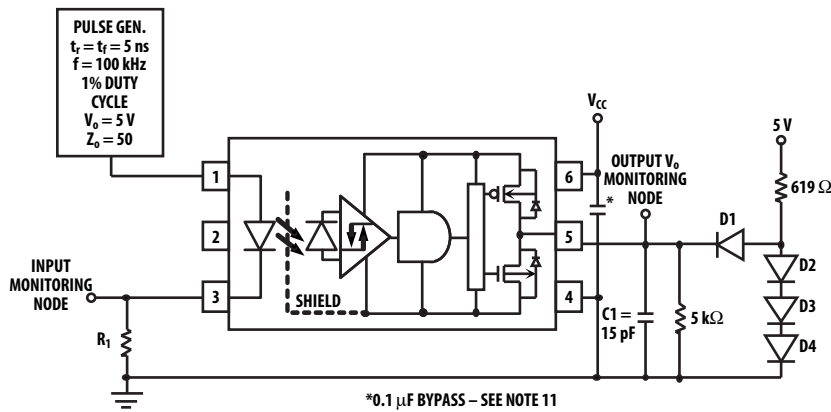 PULSE GEN.
tr = tf = 5 ns
f = 100 kHz
1% DUTY
CYCLE
Vo = 5 V
Zo = 50
VCC
5 V
OUTPUT Vo
MONITORING
NODE
619 Ω
1
6
*
D1
2
5
D2
INPUT
MONITORING
NODE
3
SHIELD
4
C1 =
15 pF
5 kΩ
D3
R1
D4
*0.1 μF BYPASS – SEE NOTE 11